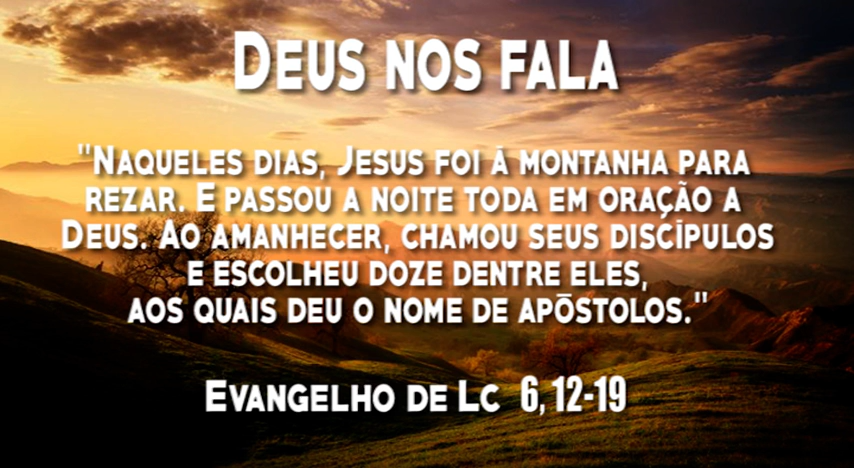 Deus nos fala
"Naqueles dias, Jesus foi à montanha para
rezar. E passou a noite toda em oração a
Deus. Ao amanhecer, chamou seus discípulos
e escolheu doze dentre eles,
aos quais deu o nome de apóstolos."
Evangelho de Lc 6, 12-19